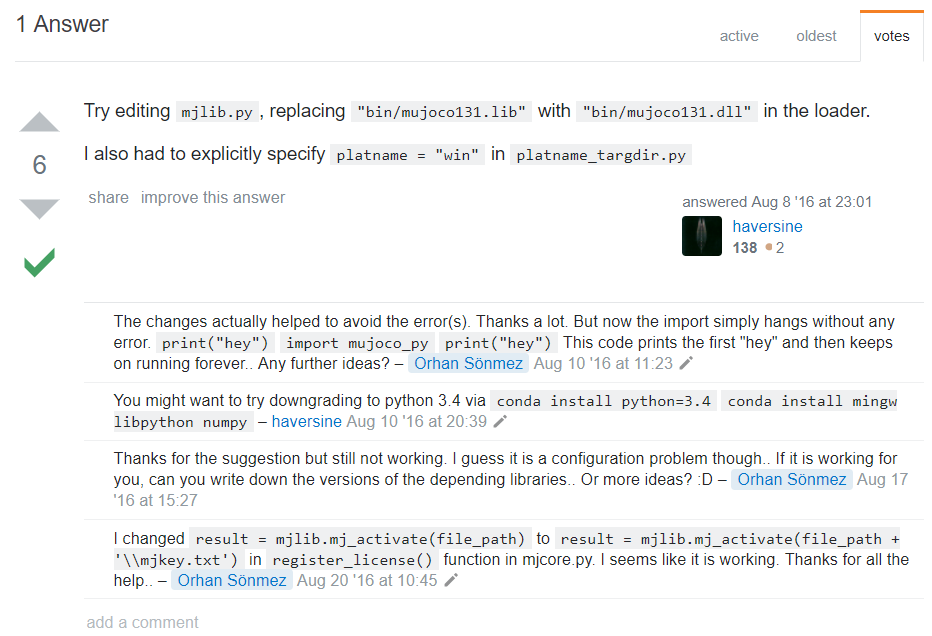 1 Answer
active oldest votes
Try editing mjlib.py , replacing "bin/mujoco131.lib" with "bin/mujoco131.dll" in the loader.
6
I also had to explicitly specify platname = "win" in platname_targdir.py
share improve this answer
answered Aug 8 '16 at 23:01
haversine
138 2
The changes actually helped to avoid the error(s). Thanks a lot. But now the import simply hangs without any
error. print("hey") import mujoco_py print("hey") This code prints the first "hey" and then keeps
on running forever.. Any further ideas? – Orhan Sönmez Aug 10 '16 at 11:23
You might want to try downgrading to python 3.4 via conda install python=3.4 conda install mingw
libpython numpy – haversine Aug 10 '16 at 20:39
Thanks for the suggestion but still not working. I guess it is a configuration problem though.. If it is working for
you, can you write down the versions of the depending libraries.. Or more ideas? :D – Orhan Sönmez Aug 17
'16 at 15:27
I changed result = mjlib.mj_activate(file_path) to result = mjlib.mj_activate(file_path +
'\\mjkey.txt') in register_license() function in mjcore.py. I seems like it is working. Thanks for all the
help.. – Orhan Sönmez Aug 20 '16 at 10:45
add a comment